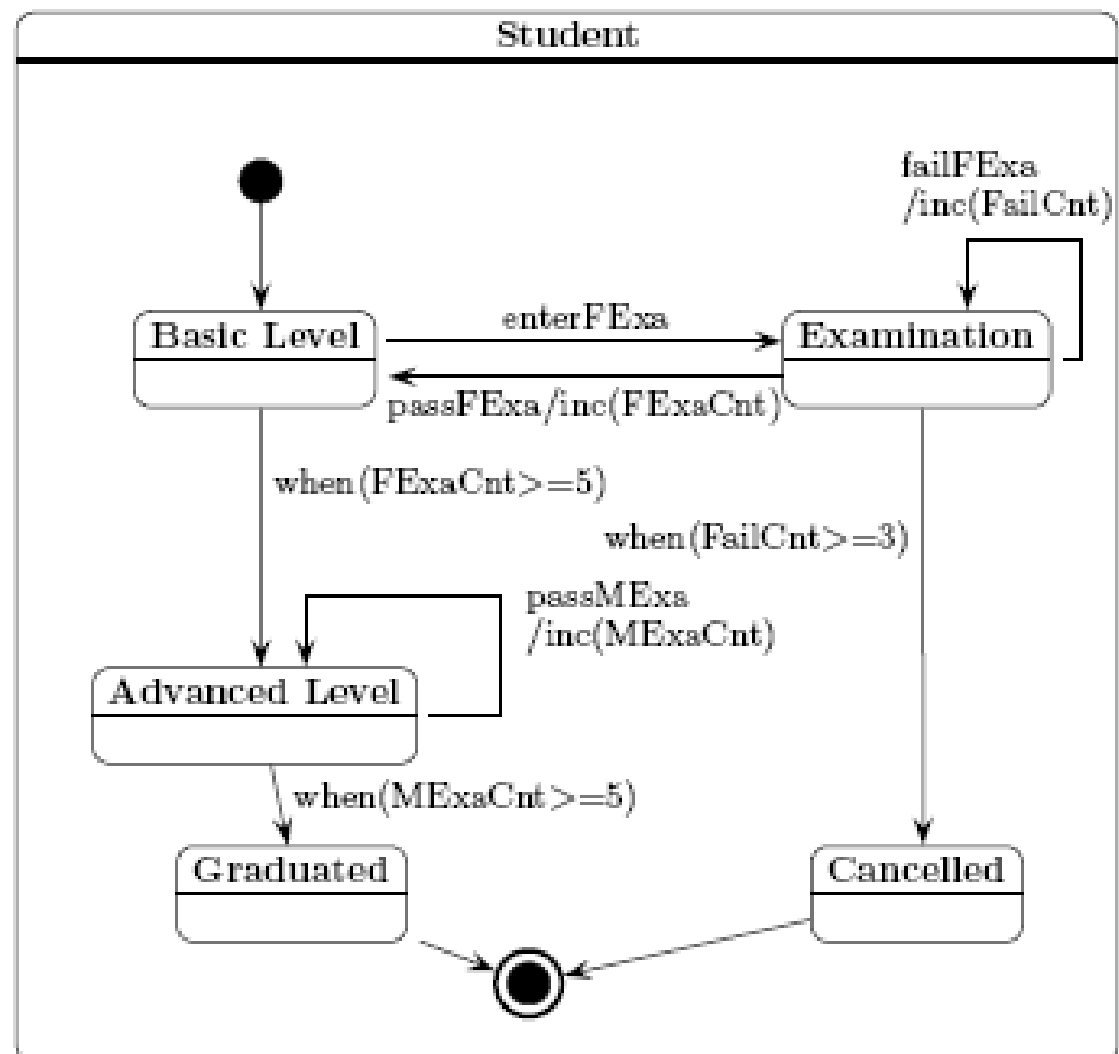 Student
failFExa
/inc(FailCnt)
Basic Level
enterFExa
Examination
passFExa/inc(FExaCnt)
when(FExaCnt>=5)
when(FailCnt>=3)
passMExa
/inc(MExaCnt)
Advanced Level
when(MExaCnt>=5)
Graduated
Cancelled